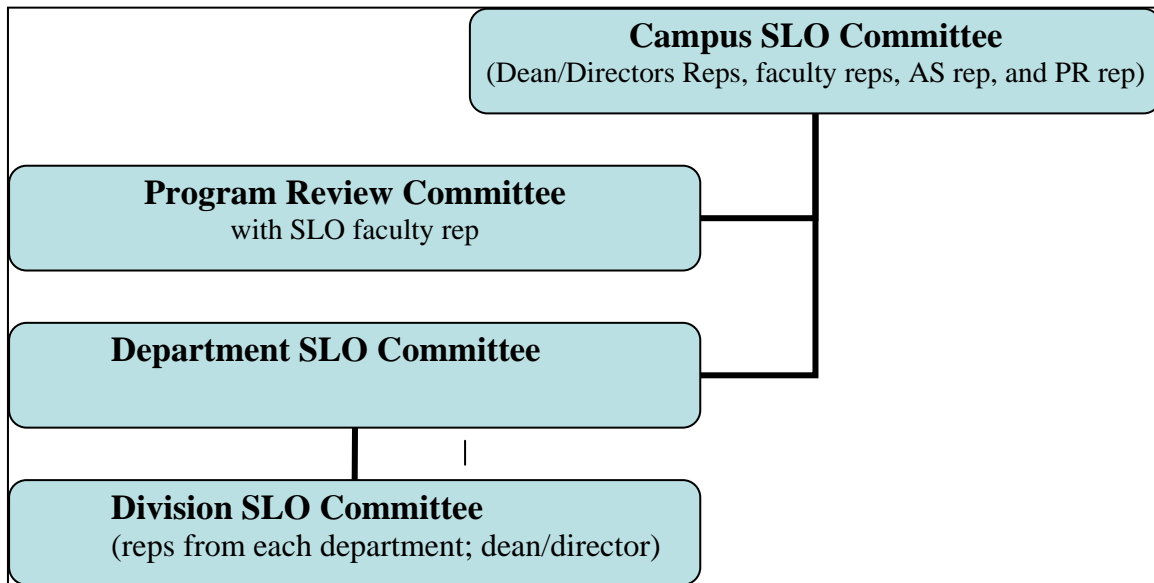 Campus SLO Committee
(Dean/Directors Reps, faculty reps, AS rep, and PR rep)
Program Review Committee
with SLO faculty rep
Department SLO Committee
Division SLO Committee
(reps from each department; dean/director)